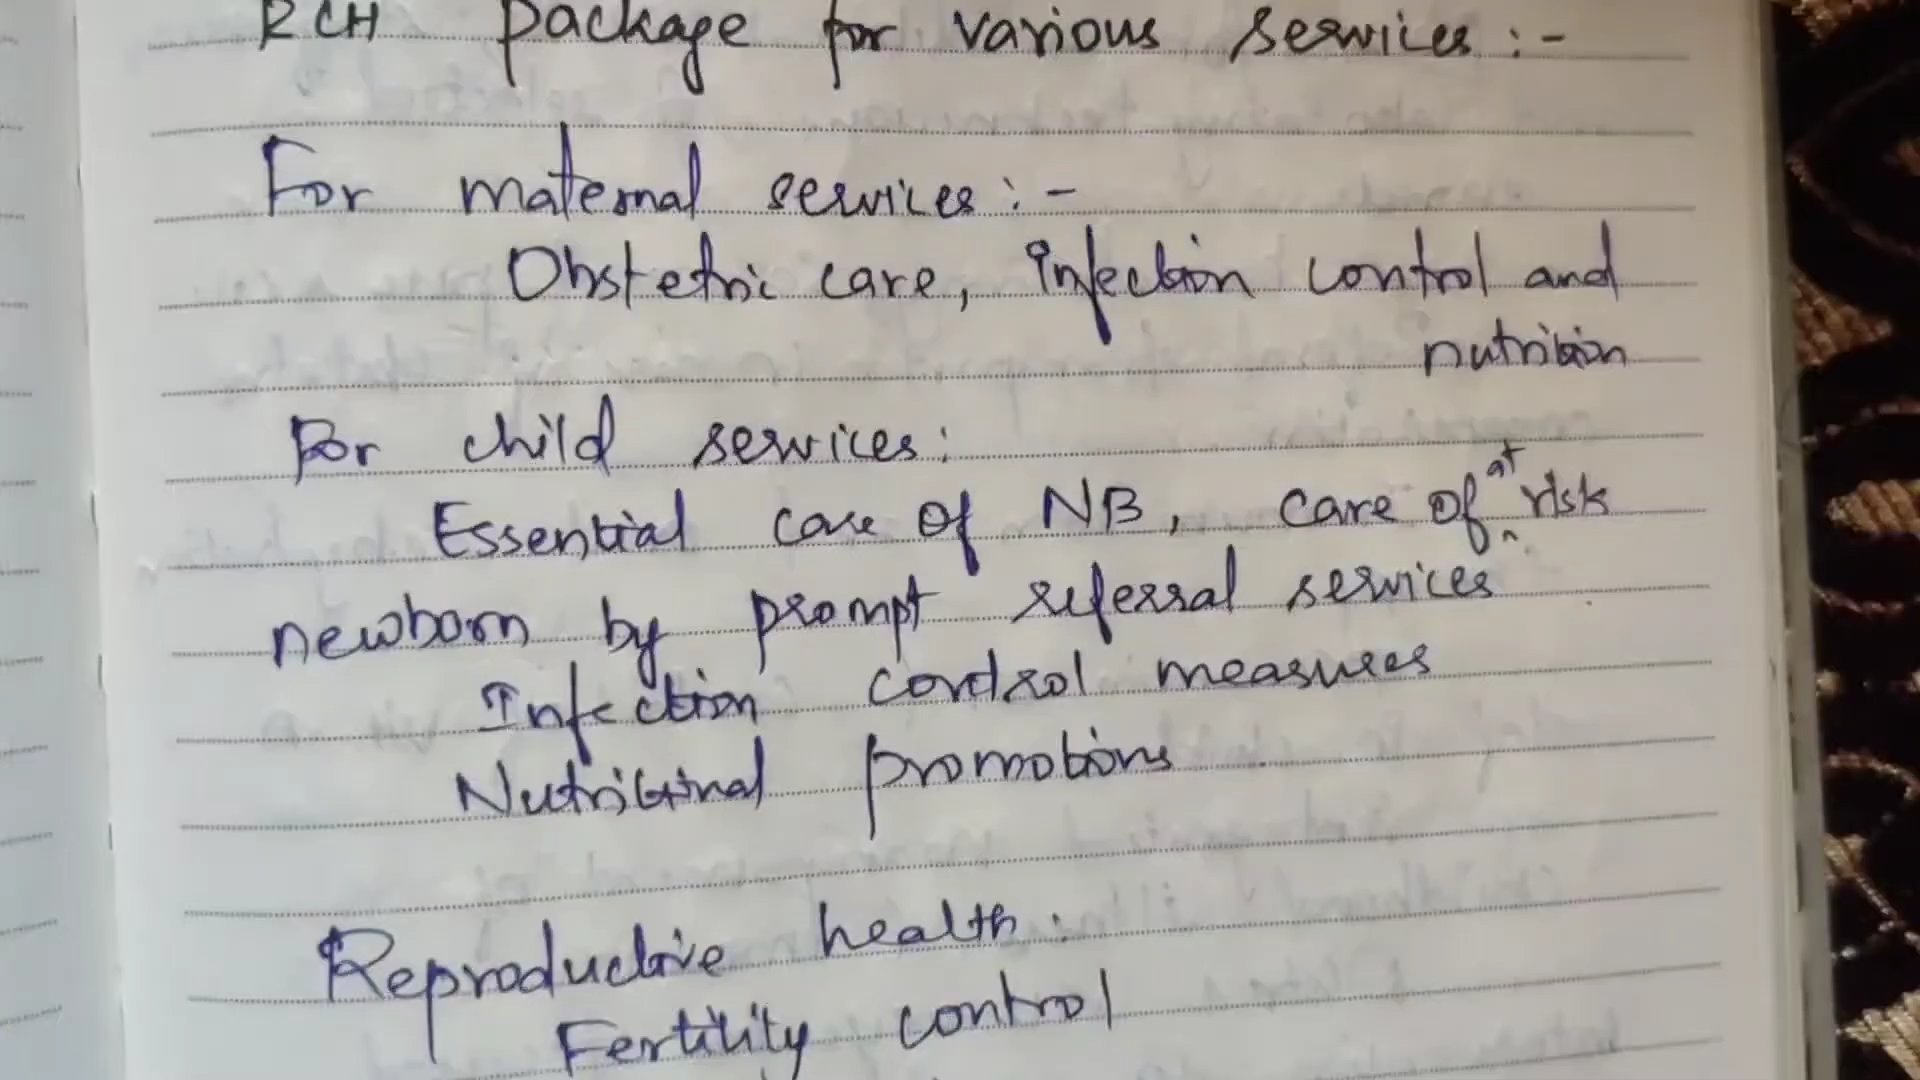 RCH package for various services :-
For maternal services :-
Obstetric care, infection control and
nutrition
For child services :
Essential care of NB, care of at risk
newborn by prompt referral services
Infection control measures
Nutritional promotions
Reproductive health :
Fertility control